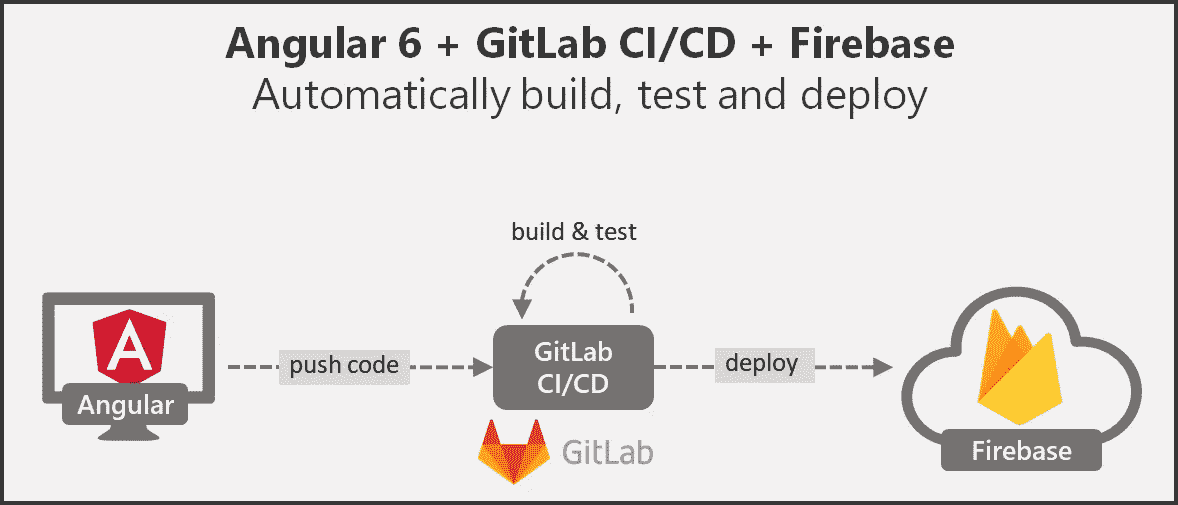 Angular 6 + GitLab CI/CD + Firebase
Automatically build, test and deploy
build & test
A
Angular
push code
GitLab
CI/CD
deploy
GitLab
Firebase